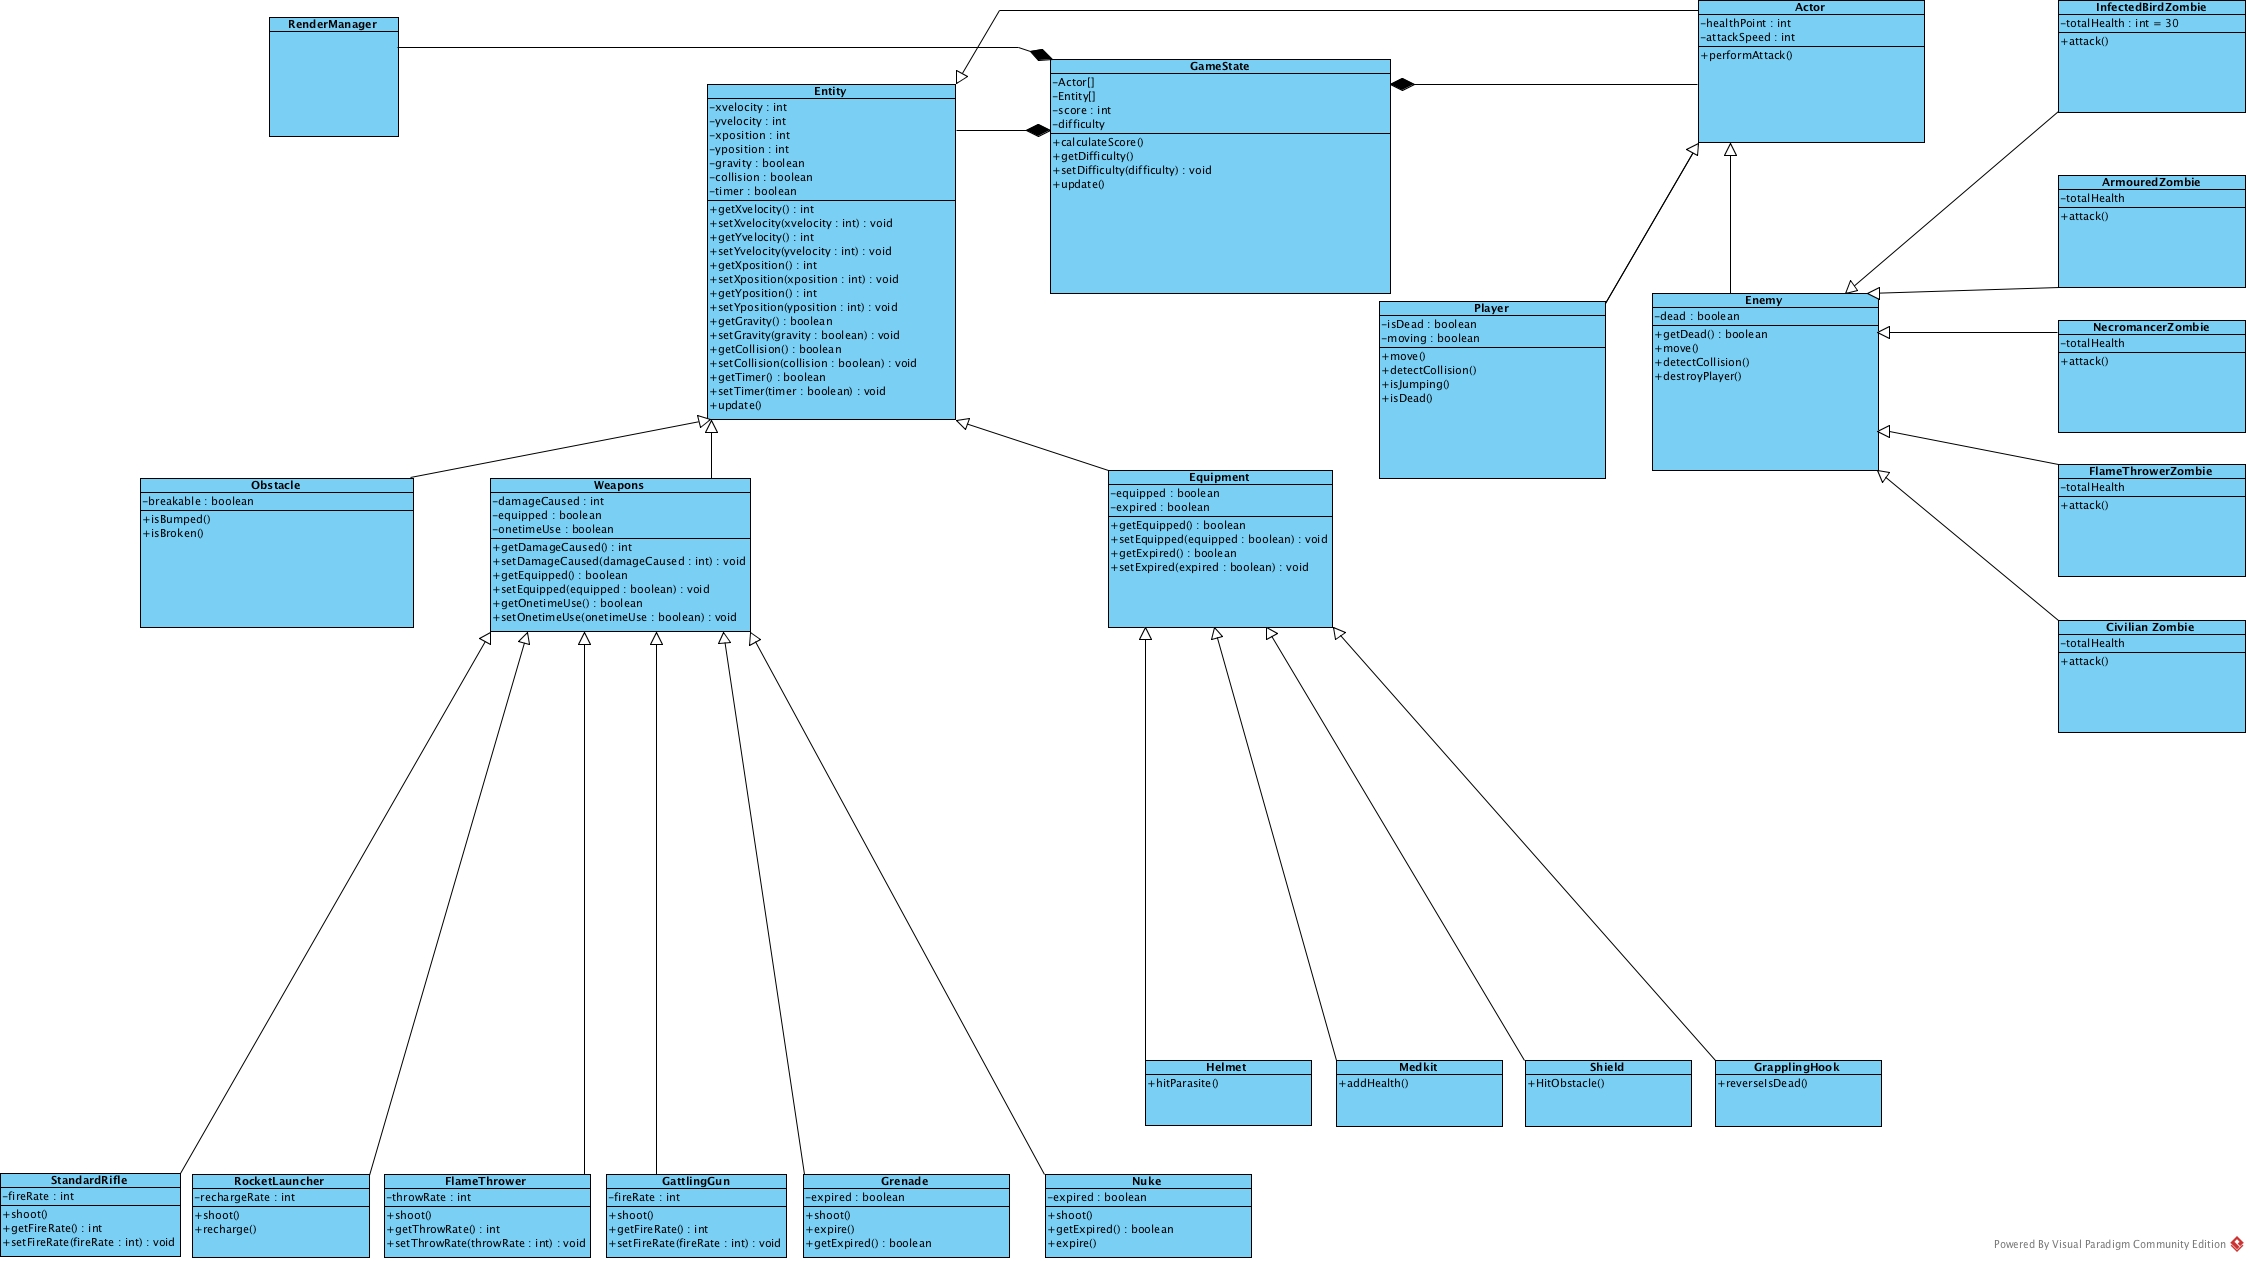 RenderManager
Entity
-xvelocity : int
-yvelocity : int
-xposition : int
-yposition : int
-gravity : boolean
-collision : boolean
-timer : boolean
+getXvelocity() : int
+setXvelocity(xvelocity : int) : void
+getYvelocity() : int
+setYvelocity(yvelocity : int) : void
+getXposition() : int
+setXposition(xposition : int) : void
+getYposition() : int
+setYposition(yposition : int) : void
+getGravity() : boolean
+setGravity(gravity : boolean) : void
+getCollision() : boolean
+setCollision(collision : boolean) : void
+getTimer() : boolean
+setTimer(timer : boolean) : void
+update()
GameState
-Actor[]
-Entity[]
-score : int
-difficulty
+calculateScore()
+getDifficulty()
+setDifficulty(difficulty) : void
+update()
Actor
-healthPoint : int
-attackSpeed : int
+performAttack()
InfectedBirdZombie
-totalHealth : int = 30
+attack()
ArmouredZombie
-totalHealth
+attack()
Player
-isDead : boolean
-moving : boolean
+move()
+detectCollision()
+isJumping()
+isDead()
Enemy
-dead : boolean
+getDead() : boolean
+move()
+detectCollision()
+destroyPlayer()
NecromancerZombie
-totalHealth
+attack()
FlameThrowerZombie
-totalHealth
+attack()
Civilian Zombie
-totalHealth
+attack()
Obstacle
-breakable : boolean
+isBumped()
+isBroken()
Weapons
-damageCaused : int
-equipped : boolean
-onetimeUse : boolean
+getDamageCaused() : int
+setDamageCaused(damageCaused : int) : void
+getEquipped() : boolean
+setEquipped(equipped : boolean) : void
+getOnetimeUse() : boolean
+setOnetimeUse(onetimeUse : boolean) : void
Equipment
-equipped : boolean
-expired : boolean
+getEquipped() : boolean
+setEquipped(equipped : boolean) : void
+getExpired() : boolean
+setExpired(expired : boolean) : void
Helmet
+hitParasite()
Medkit
+addHealth()
Shield
+HitObstacle()
GrapplingHook
+reverseIsDead()
StandardRifle
-fireRate : int
+shoot()
+getFireRate() : int
+setFireRate(fireRate : int) : void
RocketLauncher
-rechargeRate : int
+shoot()
+recharge()
FlameThrower
-throwRate : int
+shoot()
+getThrowRate() : int
+setThrowRate(throwRate : int) : void
GattlingGun
-fireRate : int
+shoot()
+getFireRate() : int
+setFireRate(fireRate : int) : void
Grenade
-expired : boolean
+shoot()
+expire()
+getExpired() : boolean
Nuke
-expired : boolean
+shoot()
+getExpired() : boolean
+expire()
Powered By Visual Paradigm Community Edition